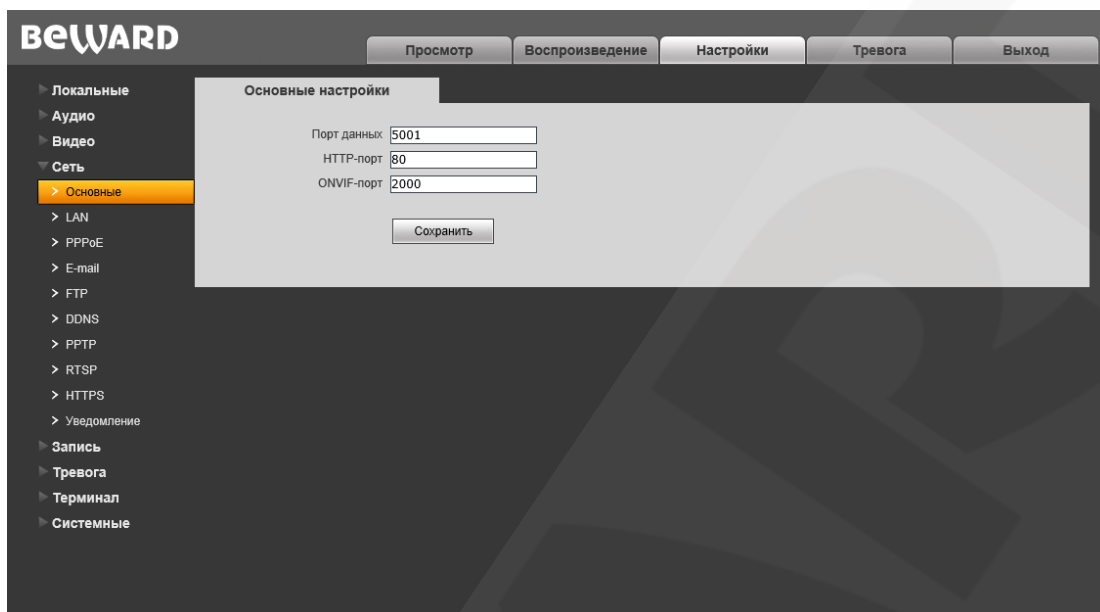 BEWARD
Просмотр
Воспроизведение
Настройки
Тревога
Выход
Локальные
Аудио
Видео
Сеть
Основные
LAN
PPPoE
E-mail
FTP
DDNS
PPTP
RTSP
HTTPS
Уведомление
Запись
Тревога
Терминал
Системные
Основные настройки
Порт данных 5001
HTTP-порт 80
ONVIF-порт 2000
Сохранить